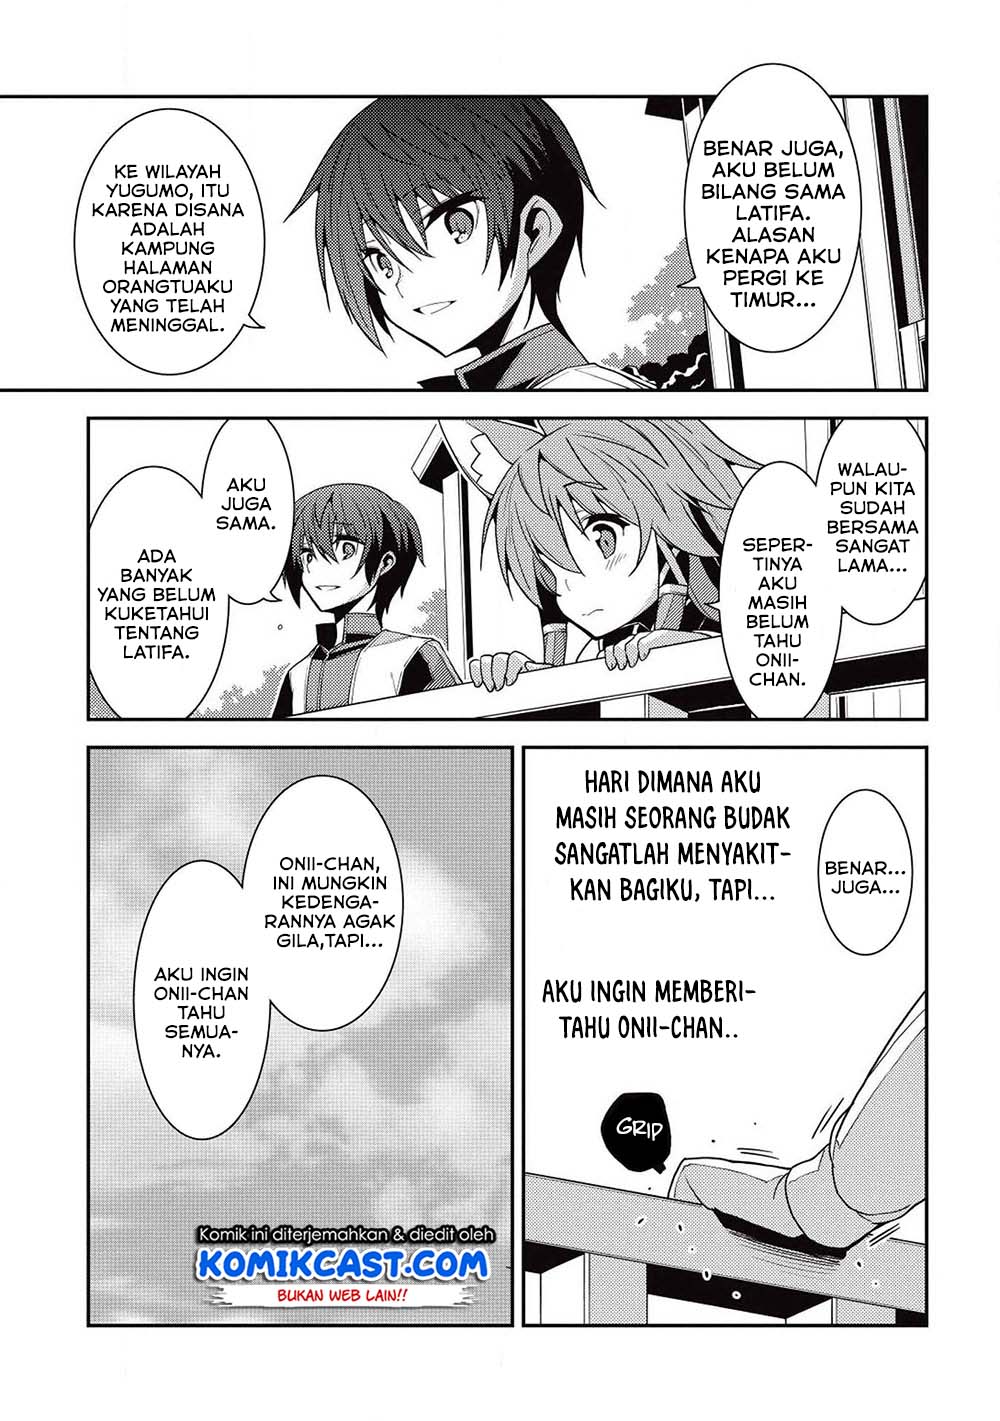 BENAR JUGA,
AKU BELUM
BILANG SAMA
LATIFA.
ALASAN
KENAPA AKU
PERGI KE
TIMUR...
KE WILAYAH
YUGUMO, ITU
KARENA DISANA
ADALAH
KAMPUNG
HALAMAN
ORANGTUAKU
YANG TELAH
MENINGGAL.
WALAU-
PUN KITA
SUDAH
BERSAMA
SANGAT
LAMA...
SEPER-
TINYA
AKU
MASIH
BELUM
TAHU
ONII-
CHAN.
AKU
JUGA
SAMA.
ADA
BANYAK
YANG BELUM
KUKETAHUI
TENTANG
LATIFA.
BENAR...
JUGA...
HARI DIMANA AKU
MASIH SEORANG BUDAK
SANGATLAH MENYAKIT-
KAN BAGIKU, TAPI...
AKU INGIN MEMBERI-
TAHU ONII-CHAN..
GRIP
ONII-CHAN,
INI MUNGKIN
KEDENGA-
RANNYA AGAK
GILA,TAPI...
AKU INGIN
ONII-CHAN
TAHU
SEMUA-
NYA.
Komik ini diterjemahkan & diedit oleh
KOMIKCAST.COM
BUKAN WEB LAIN!!